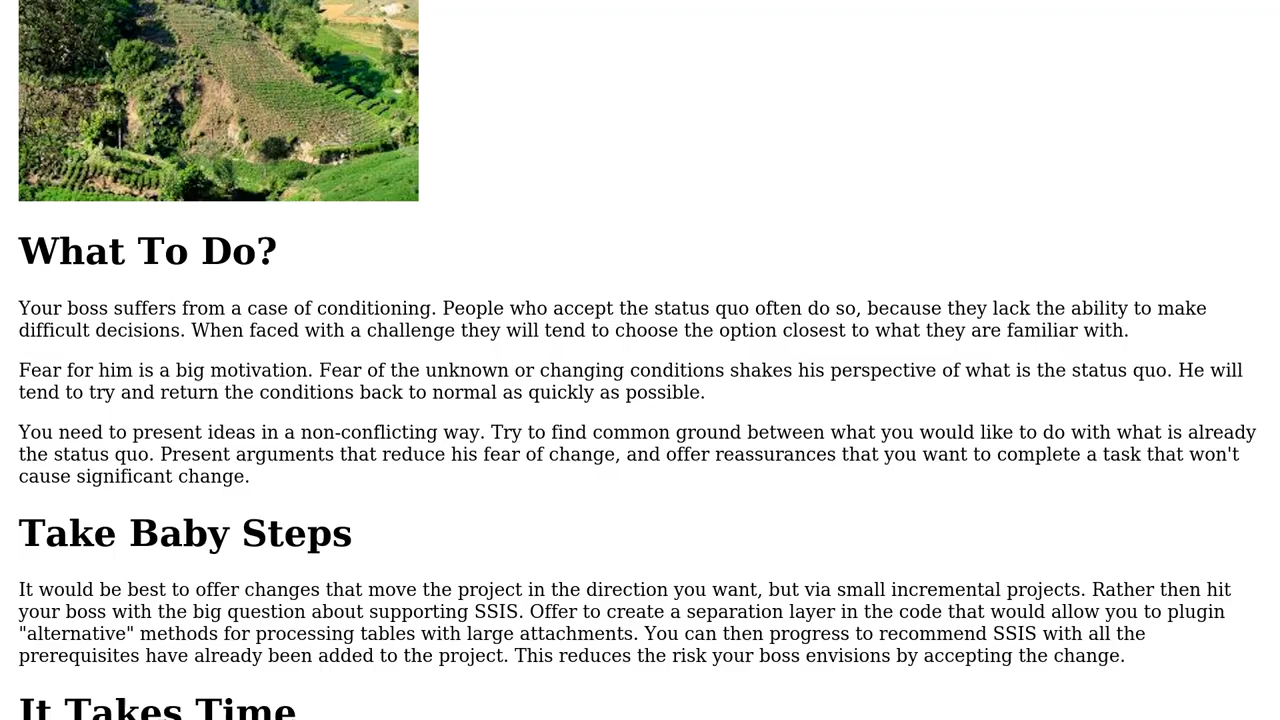 What To Do?
Your boss suffers from a case of conditioning. People who accept the status quo often do so, because they lack the ability to make
difficult decisions. When faced with a challenge they will tend to choose the option closest to what they are familiar with.
Fear for him is a big motivation. Fear of the unknown or changing conditions shakes his perspective of what is the status quo. He will
tend to try and return the conditions back to normal as quickly as possible.
You need to present ideas in a non-conflicting way. Try to find common ground between what you would like to do with what is already
the status quo. Present arguments that reduce his fear of change, and offer reassurances that you want to complete a task that won't
cause significant change.
Take Baby Steps
It would be best to offer changes that move the project in the direction you want, but via small incremental projects. Rather then hit
your boss with the big question about supporting SSIS. Offer to create a separation layer in the code that would allow you to plugin
"alternative" methods for processing tables with large attachments. You can then progress to recommend SSIS with all the
prerequisites have already been added to the project. This reduces the risk your boss envisions by accepting the change.
It Takes Time